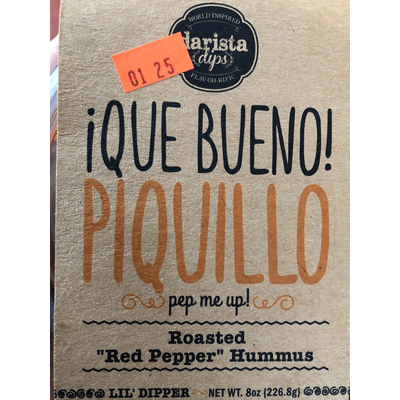 WORLD INSPIRED
darista
dips
FLAVOR-RIFIC
01 25
¡QUE BUENO!
PIQUILLO
pep me up!
Roasted
"Red Pepper" Hummus
LIL' DIPPER NET WT. 8oz (226.8g)